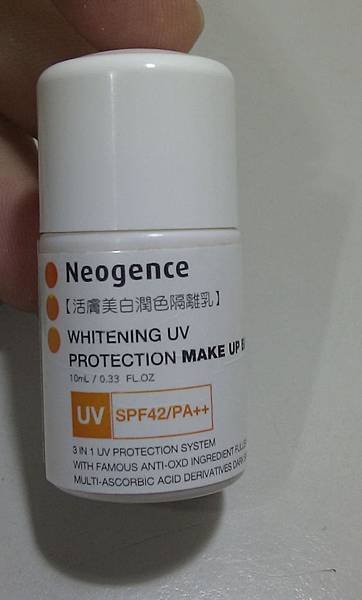 Neogence
【活膚美白潤色隔離乳】
WHITENING UV
PROTECTION MAKE UP
10mL / 0.33 FL.OZ
UV SPF42/PA++
3 IN 1 UV PROTECTION SYSTEM
WITH FAMOUS ANTI-OXD INGREDIENT
MULTI-ASCORBIC ACID DERIVATIVES